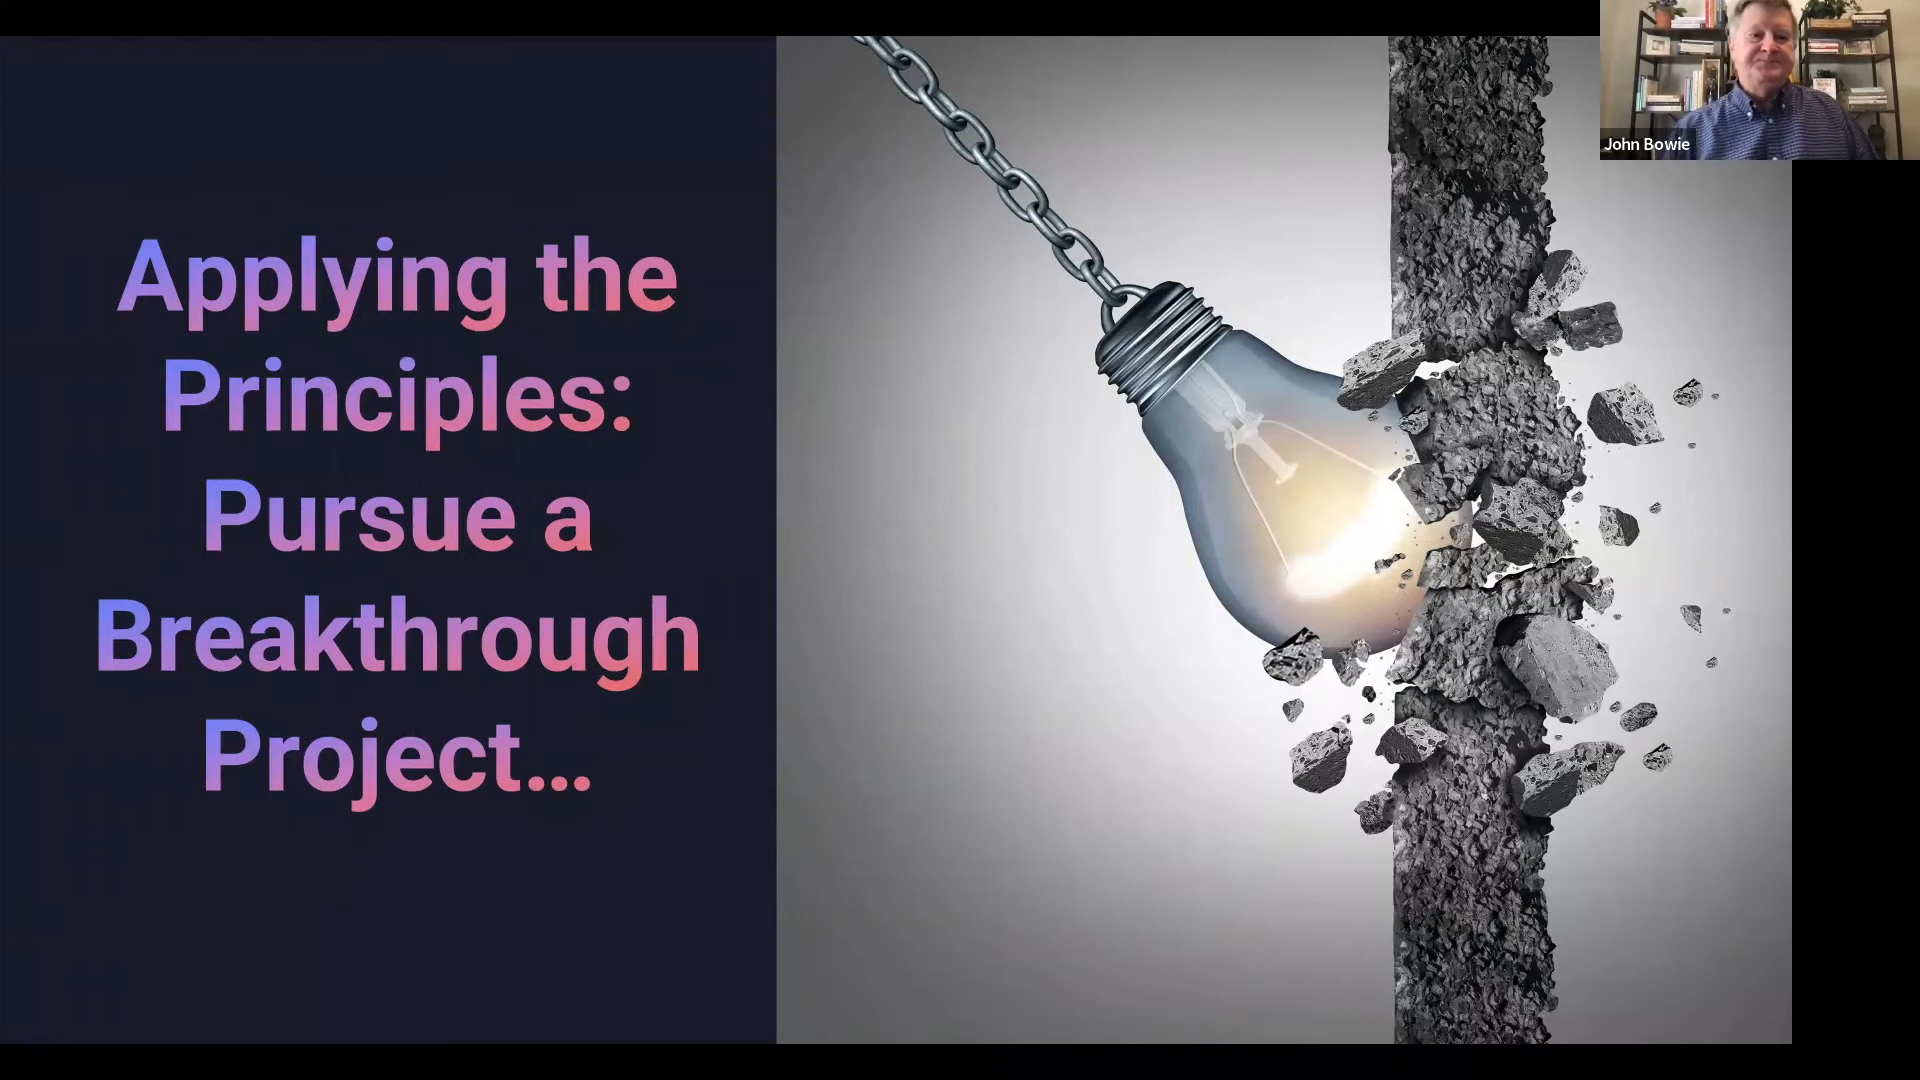 Applying the
Principles:
Pursue a
Breakthrough
Project...
John Bowie